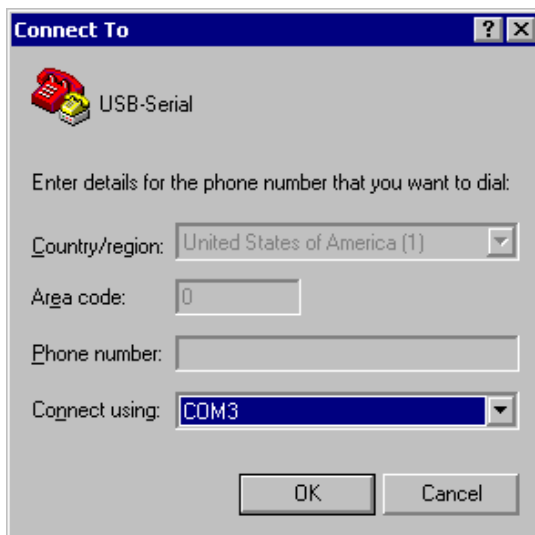 Connect To
USB-Serial
Enter details for the phone number that you want to dial:
Country/region: United States of America (1)
Area code: 0
Phone number:
Connect using: COM3
OK Cancel